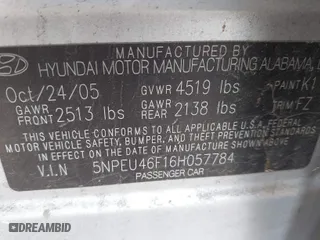 MANUFACTURED BY
HYUNDAI MOTOR MANUFACTURING ALABAMA, L
Oct/24/05 GVWR 4519 lbs PAINT K1
GAWR FRONT 2513 lbs GAWR REAR 2138 lbs TRIM FZ
THIS VEHICLE CONFORMS TO ALL APPLICABLE FEDERAL
MOTOR VEHICLE SAFETY, BUMPER, AND THEFT PREVENTION
STANDARDS IN EFFECT ON THE DATE OF MANUFACTURE SHOWN ABOVE.
V.I.N 5NPEU46F16H057784
PASSENGER CAR
DEALERSHIP.COM